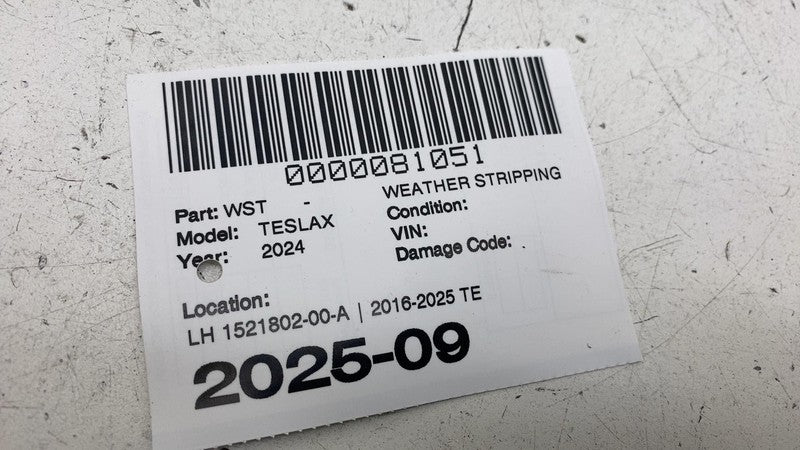 0000081051
Part: WST - WEATHER STRIPPING
Model: TESLAX Condition:
Year: 2024 VIN:
Damage Code: .
Location:
LH 1521802-00-A | 2016-2025 TE
2025-09